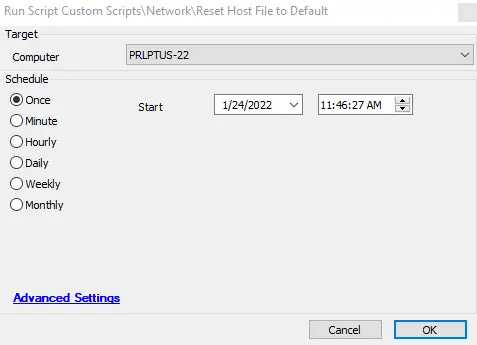 Run Script Custom Scripts\Network\Reset Host File to Default
Target
Computer PRLPTUS-22
Schedule
Once Start 1/24/2022 11:46:27 AM
Minute
Hourly
Daily
Weekly
Monthly
Advanced Settings
Cancel OK